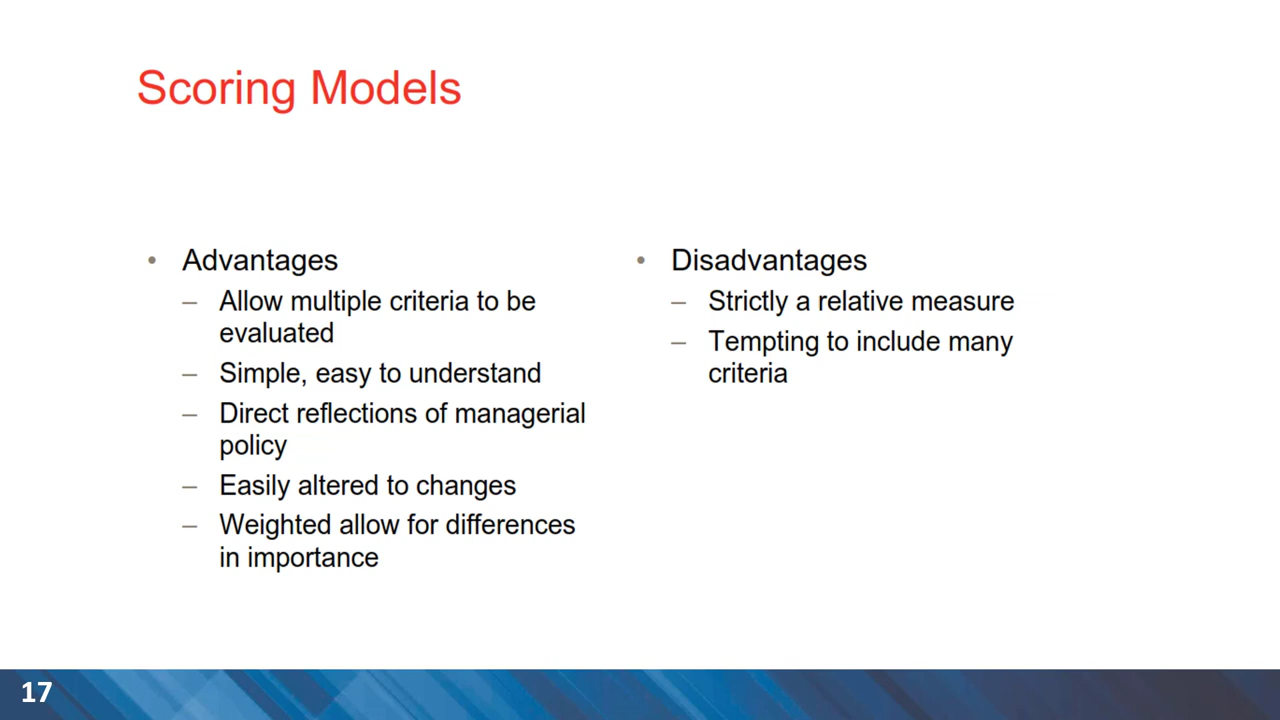 Scoring Models
• Advantages
– Allow multiple criteria to be
evaluated
– Simple, easy to understand
– Direct reflections of managerial
policy
– Easily altered to changes
– Weighted allow for differences
in importance
• Disadvantages
– Strictly a relative measure
– Tempting to include many
criteria
17